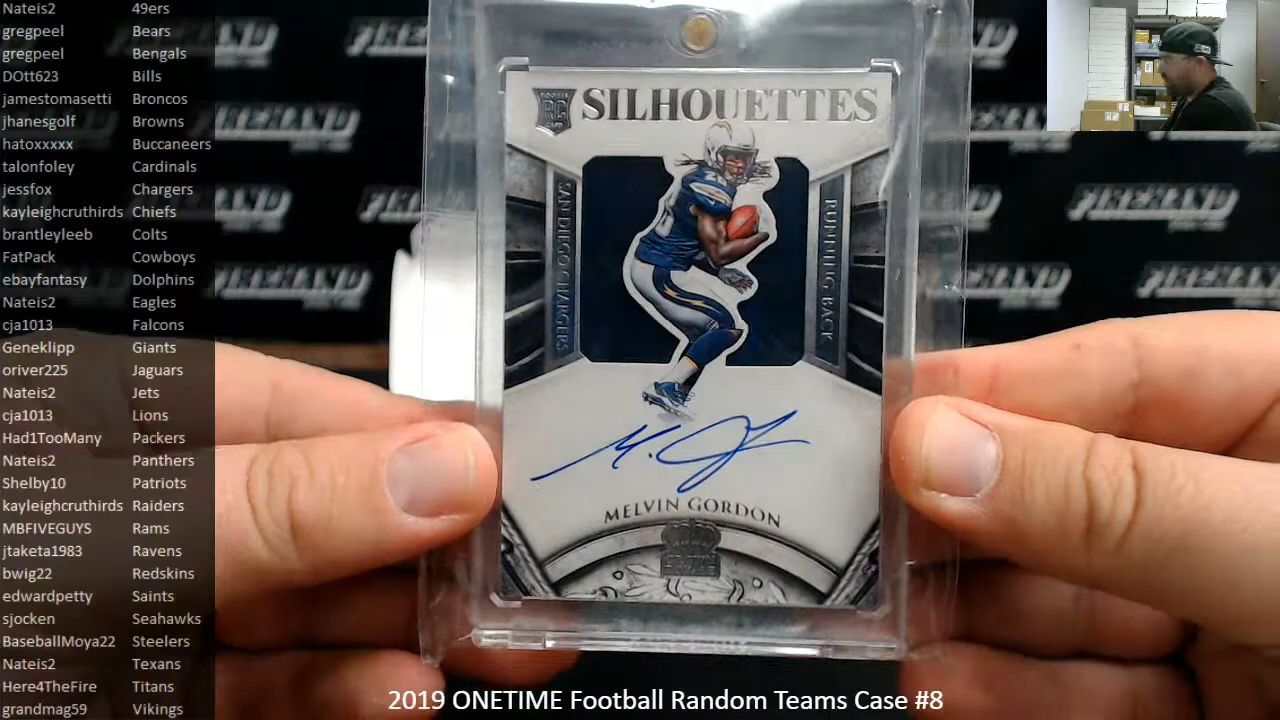 Nateis2 49ers
gregpeel Bears
gregpeel Bengals
DOtt623 Bills
jamestomasetti Broncos
jhanesgolf Browns
hatoxxxxx Buccaneers
talonfoley Cardinals
jessfox Chargers
kayleighcruthirds Chiefs
brantleyleeb Colts
FatPack Cowboys
ebayfantasy Dolphins
Nateis2 Eagles
cja1013 Falcons
Geneklipp Giants
oriver225 Jaguars
Nateis2 Jets
cja1013 Lions
Had1TooMany Packers
Nateis2 Panthers
Shelby10 Patriots
kayleighcruthirds Raiders
MBFIVEGUYS Rams
jtaketa1983 Ravens
bwig22 Redskins
edwardpetty Saints
sjocken Seahawks
BaseballMoya22 Steelers
Nateis2 Texans
Here4TheFire Titans
grandmag59 Vikings
RC
SILHOUETTES
SAN DIEGO CHARGERS
RUNNING BACK
MELVIN GORDON
FIREHAND
FIREHAND
FIREHAND
2019 ONETIME Football Random Teams Case #8